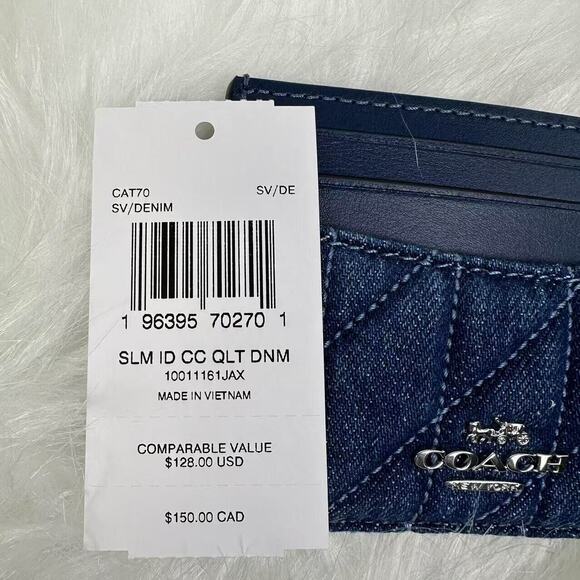 CAT70 SV/DE
SV/DENIM
1 96395 70270 1
SLM ID CC QLT DNM
10011161JAX
MADE IN VIETNAM
COMPARABLE VALUE
$128.00 USD
$150.00 CAD
COACH
NEW YORK